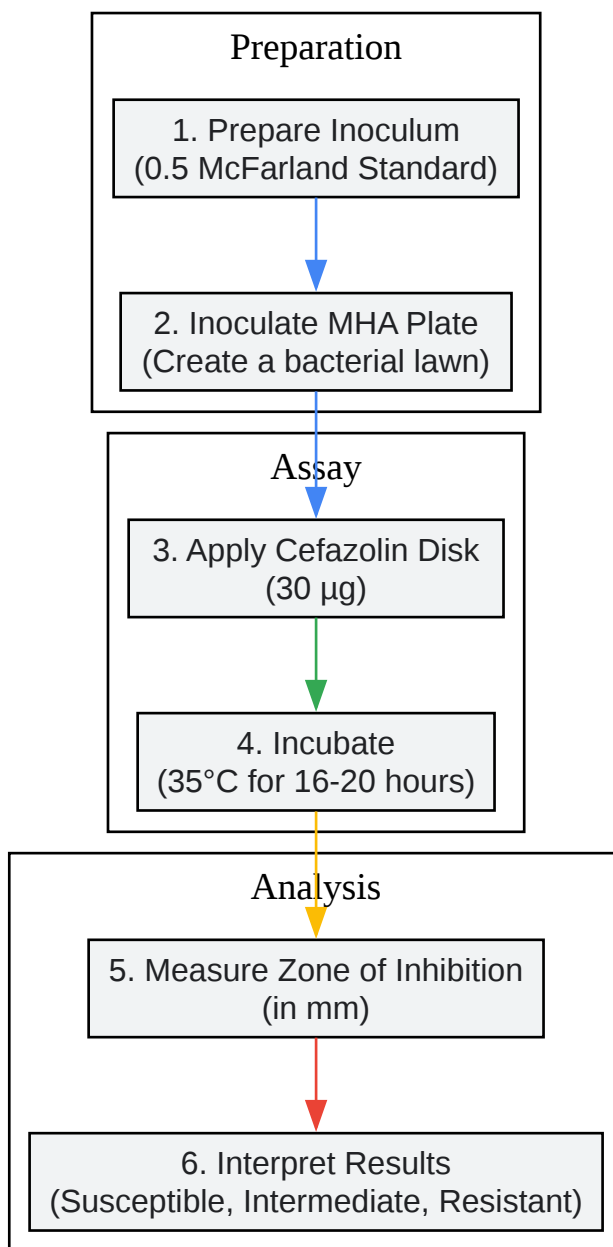 Preparation
1. Prepare Inoculum
(0.5 McFarland Standard)
2. Inoculate MHA Plate
(Create a bacterial lawn)
Assay
3. Apply Cefazolin Disk
(30 µg)
4. Incubate
(35°C for 16-20 hours)
Analysis
5. Measure Zone of Inhibition
(in mm)
6. Interpret Results
(Susceptible, Intermediate, Resistant)